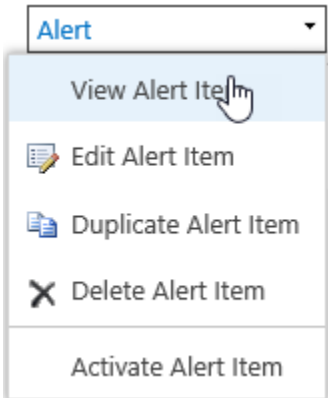 Alert
View Alert Item
Edit Alert Item
Duplicate Alert Item
Delete Alert Item
Activate Alert Item